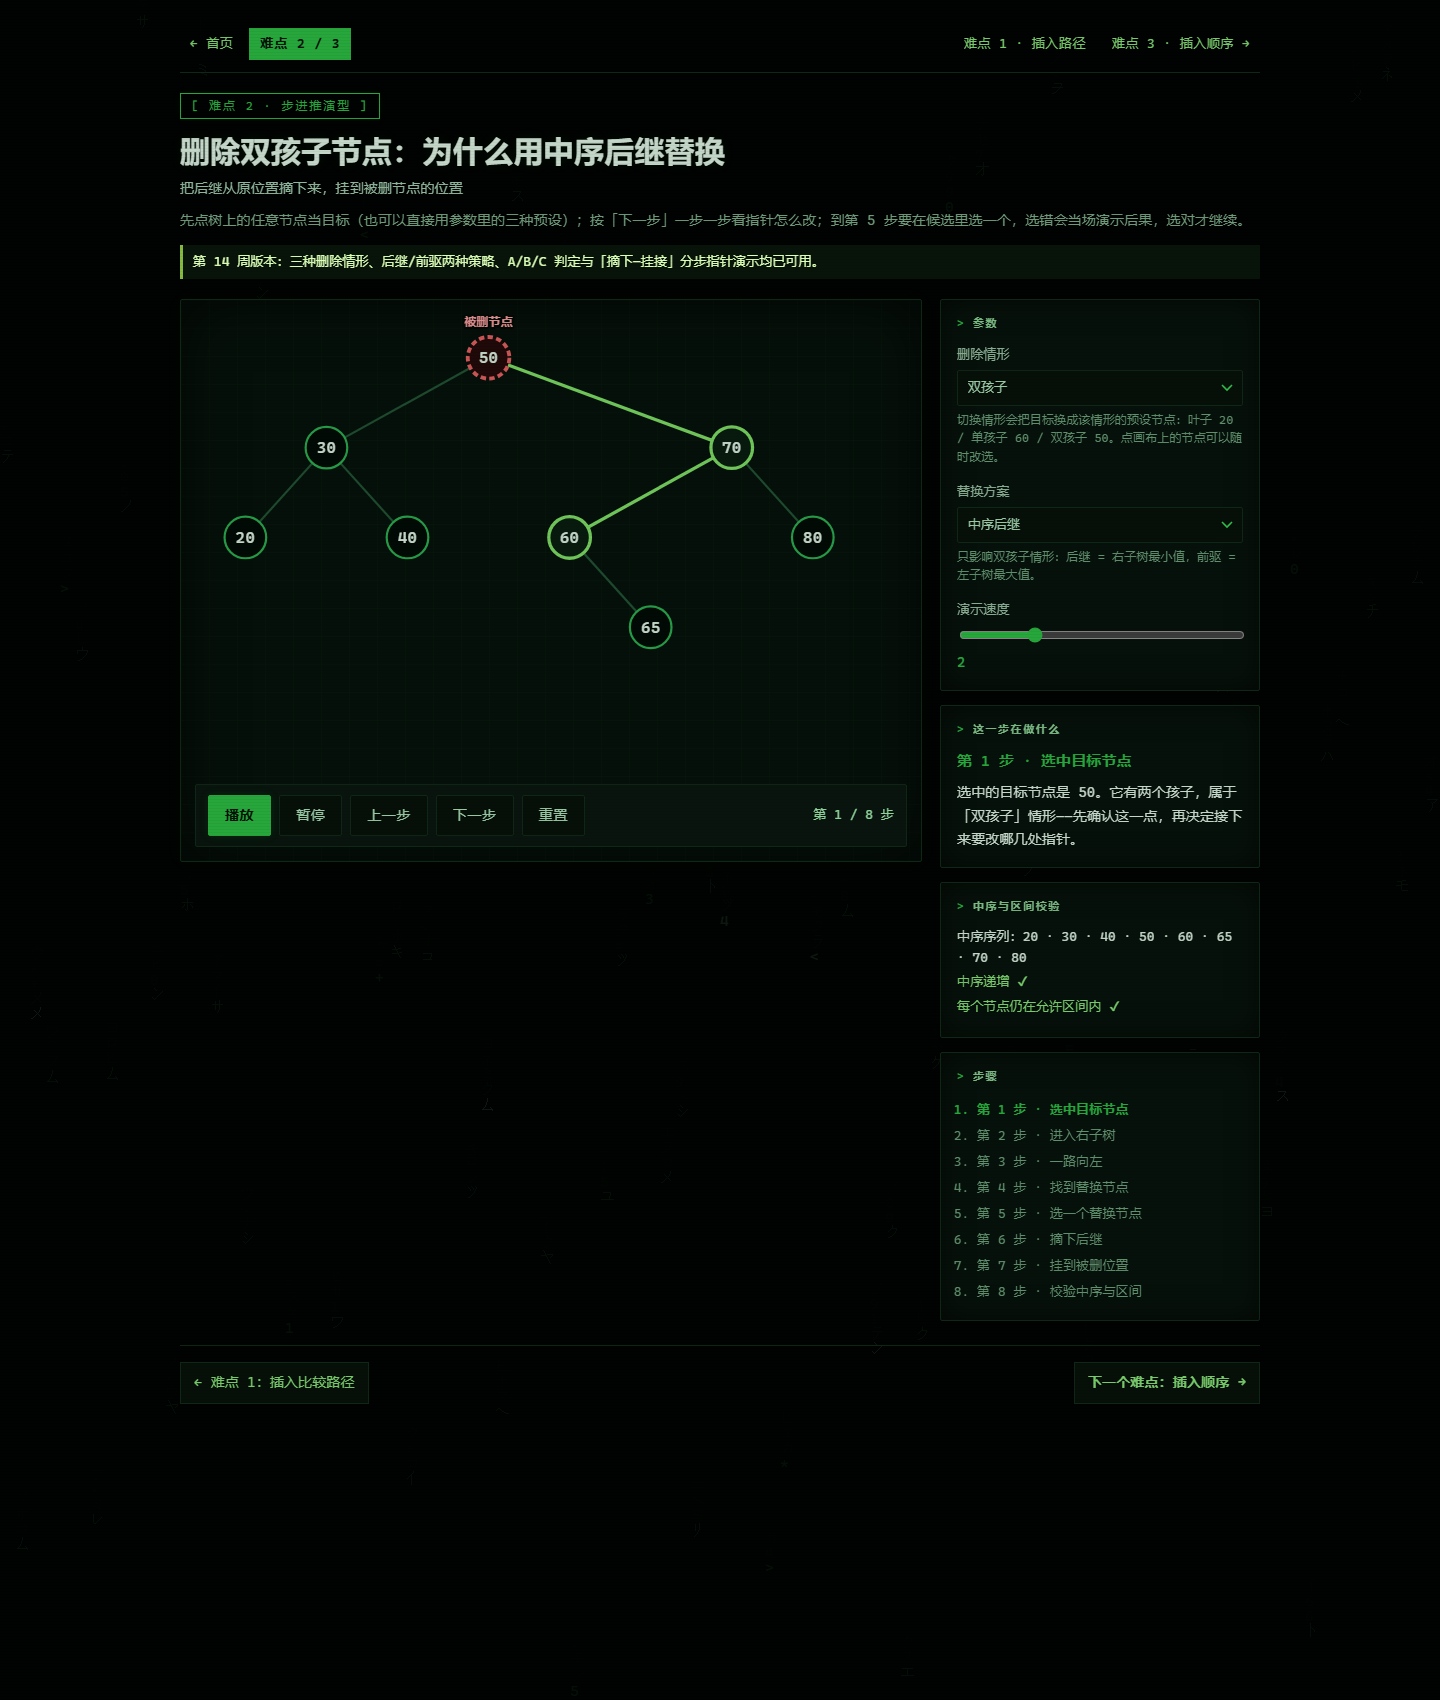 ← 首页
难点 2 / 3
难点 1 · 插入路径
难点 3 · 插入顺序 →
[ 难点 2 · 步进推演型 ]
删除双孩子节点：为什么用中序后继替换
把后继从原位置摘下来，挂到被删节点的位置
先点树上的任意节点当目标（也可以直接用参数里的三种预设）；按「下一步」一步一步看指针怎么改；到第 5 步要在候选里选一个，选错会当场演示后果，选对才继续。
第 14 周版本：三种删除情形、后继/前驱两种策略、A/B/C 判定与「摘下—挂接」分步指针演示均已可用。
被删节点
50
30
70
20
40
60
80
65
播放
暂停
上一步
下一步
重置
第 1 / 8 步
> 参数
删除情形
双孩子
切换情形会把目标换成该情形的预设节点：叶子 20
/ 单孩子 60 / 双孩子 50。点画布上的节点可以随
时改选。
替换方案
中序后继
只影响双孩子情形：后继 = 右子树最小值，前驱 =
左子树最大值。
演示速度
2
> 这一步在做什么
第 1 步 · 选中目标节点
选中的目标节点是 50。它有两个孩子，属于
「双孩子」情形——先确认这一点，再决定接下
来要改哪几处指针。
> 中序与区间校验
中序序列：20 · 30 · 40 · 50 · 60 · 65
· 70 · 80
中序递增 ✓
每个节点仍在允许区间内 ✓
> 步骤
1. 第 1 步 · 选中目标节点
2. 第 2 步 · 进入右子树
3. 第 3 步 · 一路向左
4. 第 4 步 · 找到替换节点
5. 第 5 步 · 选一个替换节点
6. 第 6 步 · 摘下后继
7. 第 7 步 · 挂到被删位置
8. 第 8 步 · 校验中序与区间
← 难点 1：插入比较路径
下一个难点：插入顺序 →